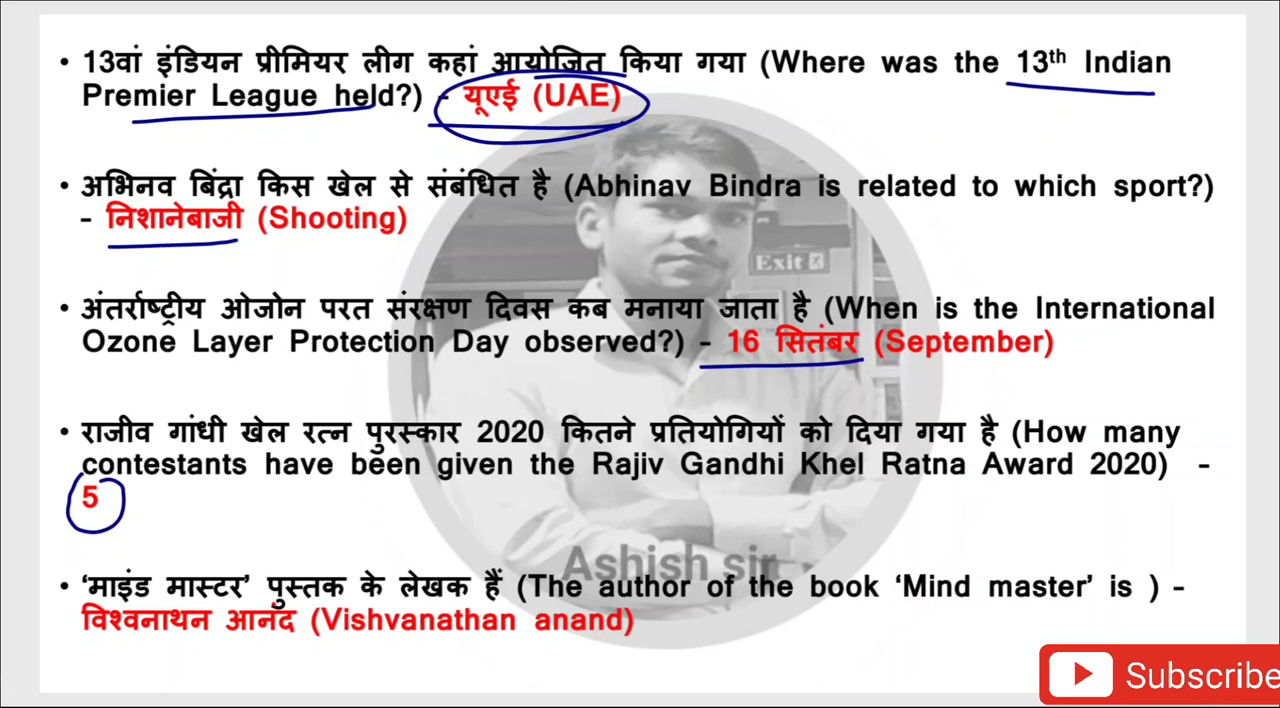 • 13वां इंडियन प्रीमियर लीग कहां आयोजित किया गया (Where was the 13th Indian
Premier League held?) - यूएई (UAE)
• अभिनव बिंद्रा किस खेल से संबंधित है (Abhinav Bindra is related to which sport?)
- निशानेबाजी (Shooting)
• अंतर्राष्ट्रीय ओजोन परत संरक्षण दिवस कब मनाया जाता है (When is the International
Ozone Layer Protection Day observed?) - 16 सितंबर (September)
• राजीव गांधी खेल रत्न पुरस्कार 2020 कितने प्रतियोगियों को दिया गया है (How many
contestants have been given the Rajiv Gandhi Khel Ratna Award 2020) -
5
• ‘माइंड मास्टर’ पुस्तक के लेखक हैं (The author of the book ‘Mind master’ is ) -
विश्वनाथन आनंद (Vishvanathan anand)
Exit
Ashish sir
Subscribe